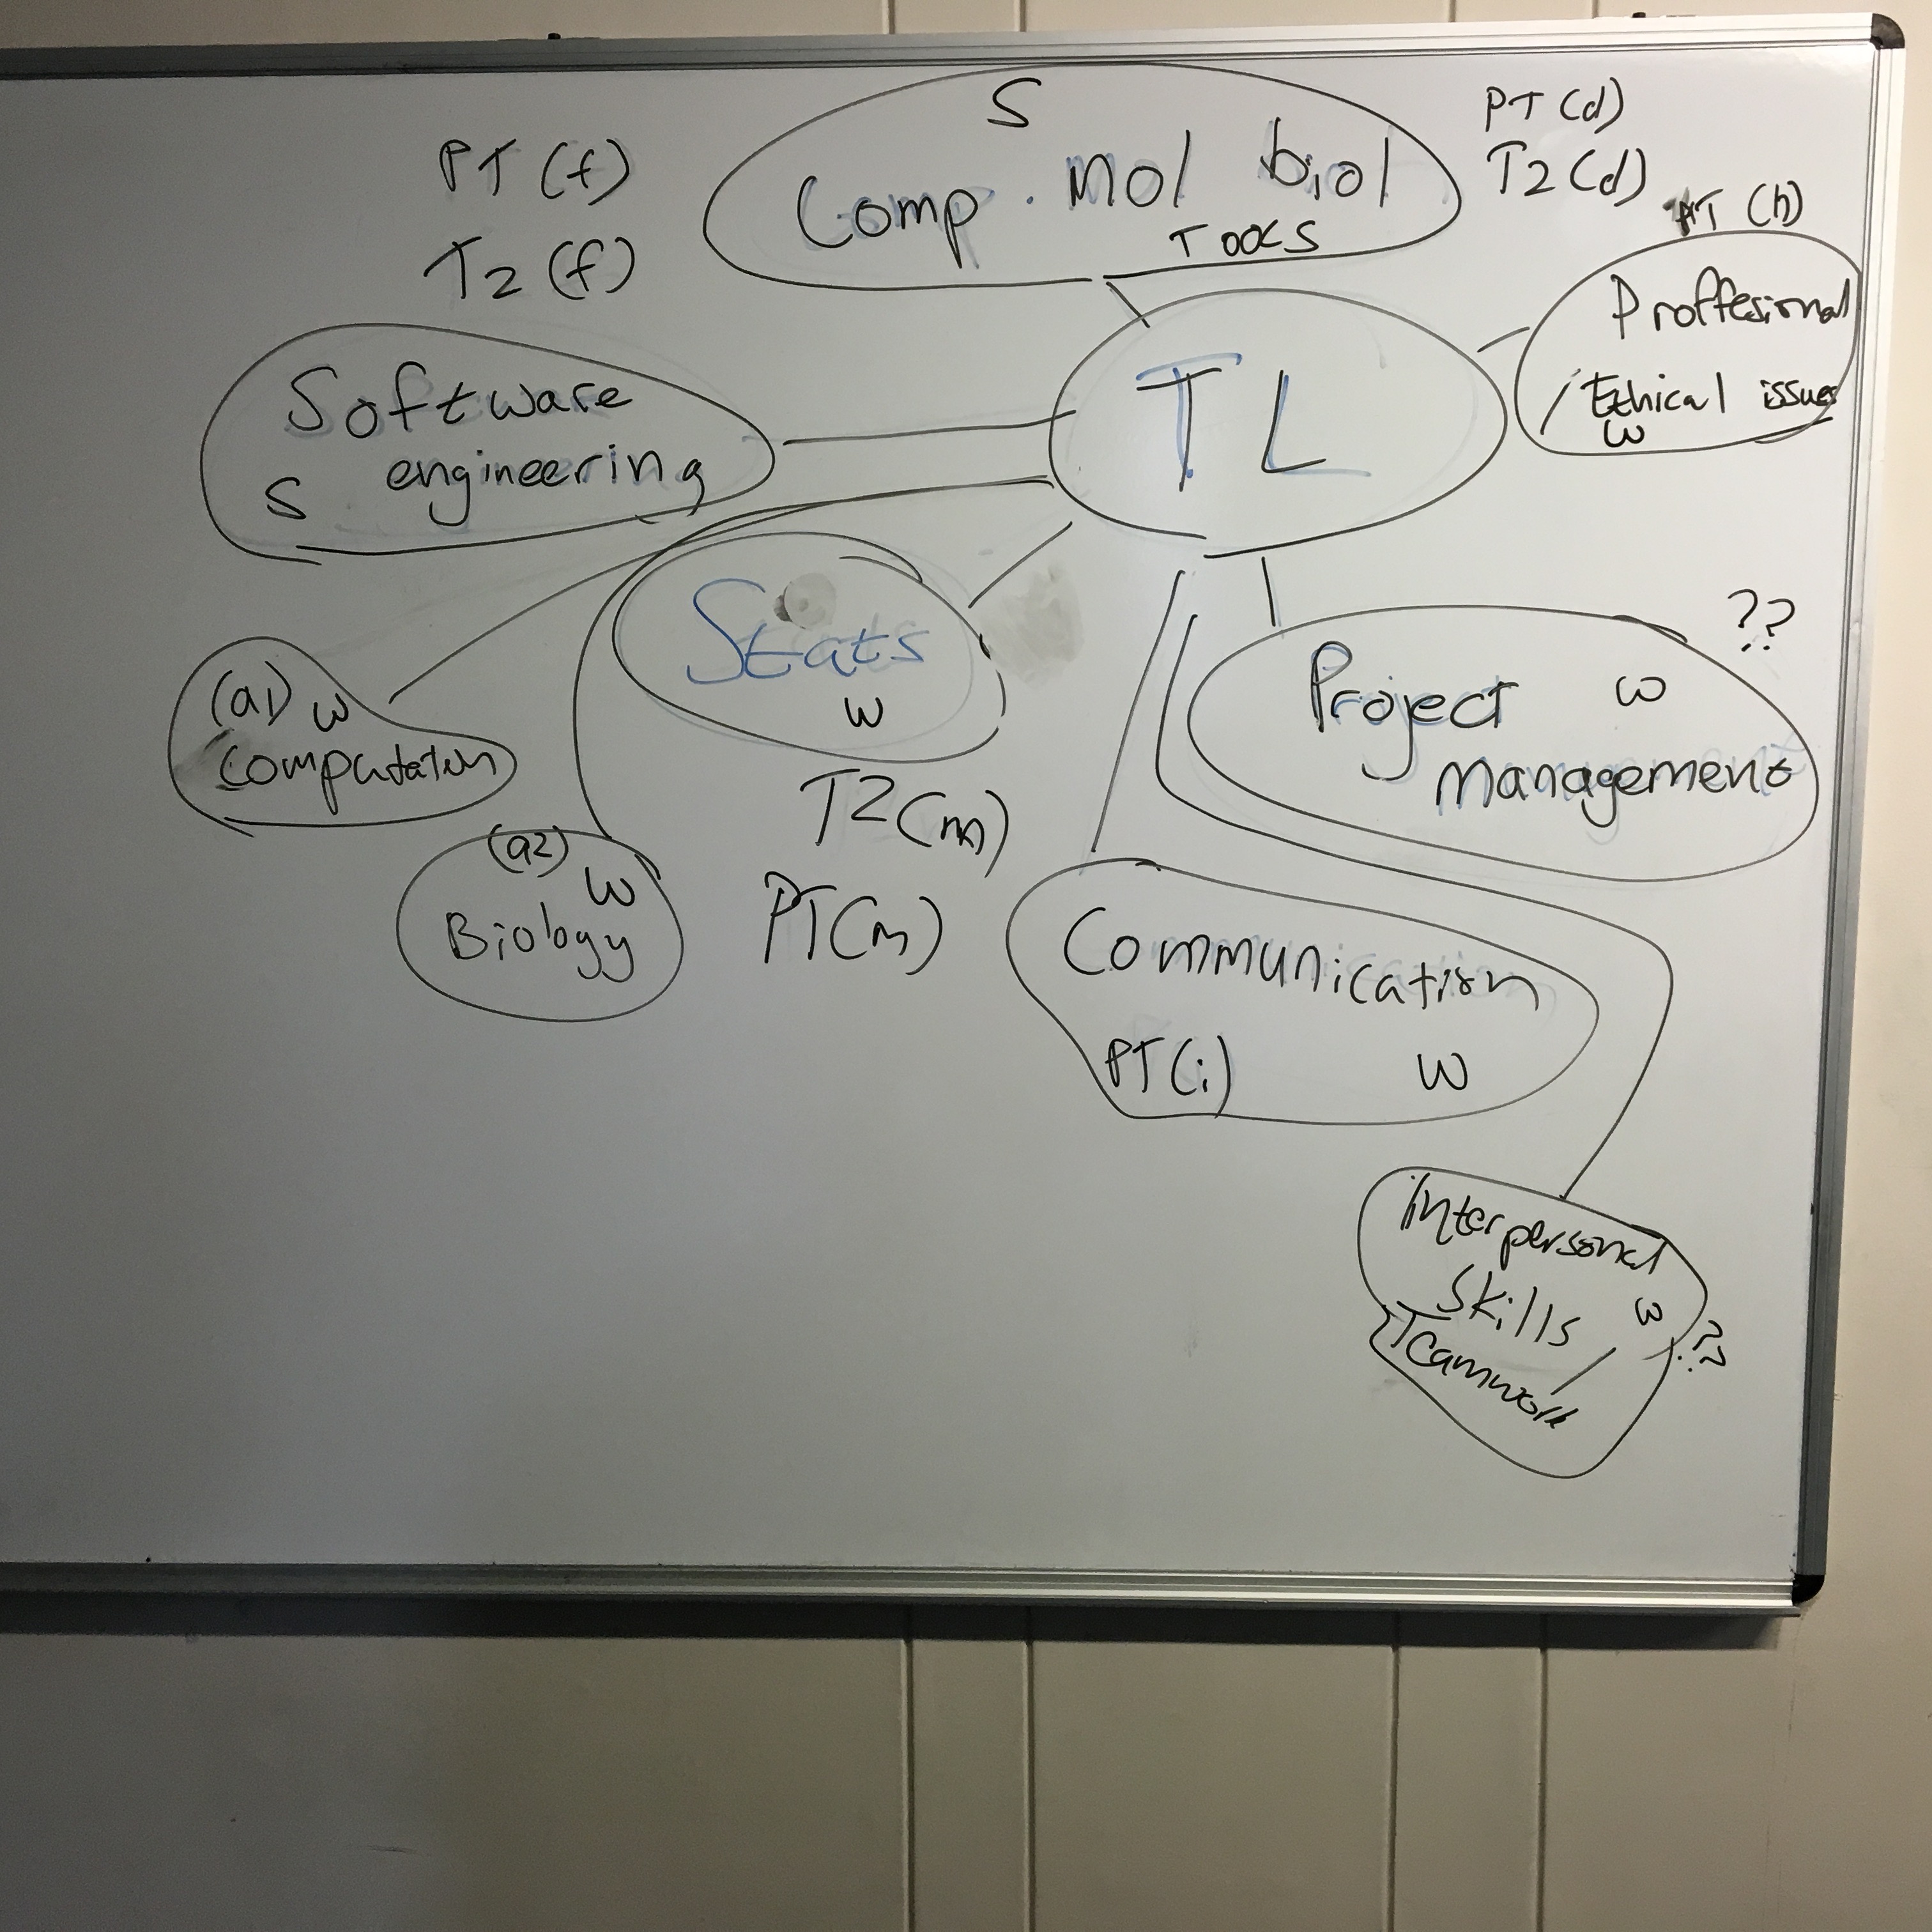 S
Comp. mol biol
TOOLS
PT (d)
T2 (d)
PT (f)
T2 (f)
PT (h)
Proffesional
/Ethical issues
W
TL
Software
S engineering
Stats
W
T2(m)
PT(m)
(a1) W
Computation
(a2)
W
Biology
??
Project W
Management
Communication
PT(i) W
Interpersonal
Skills W
/
Teamwork
??